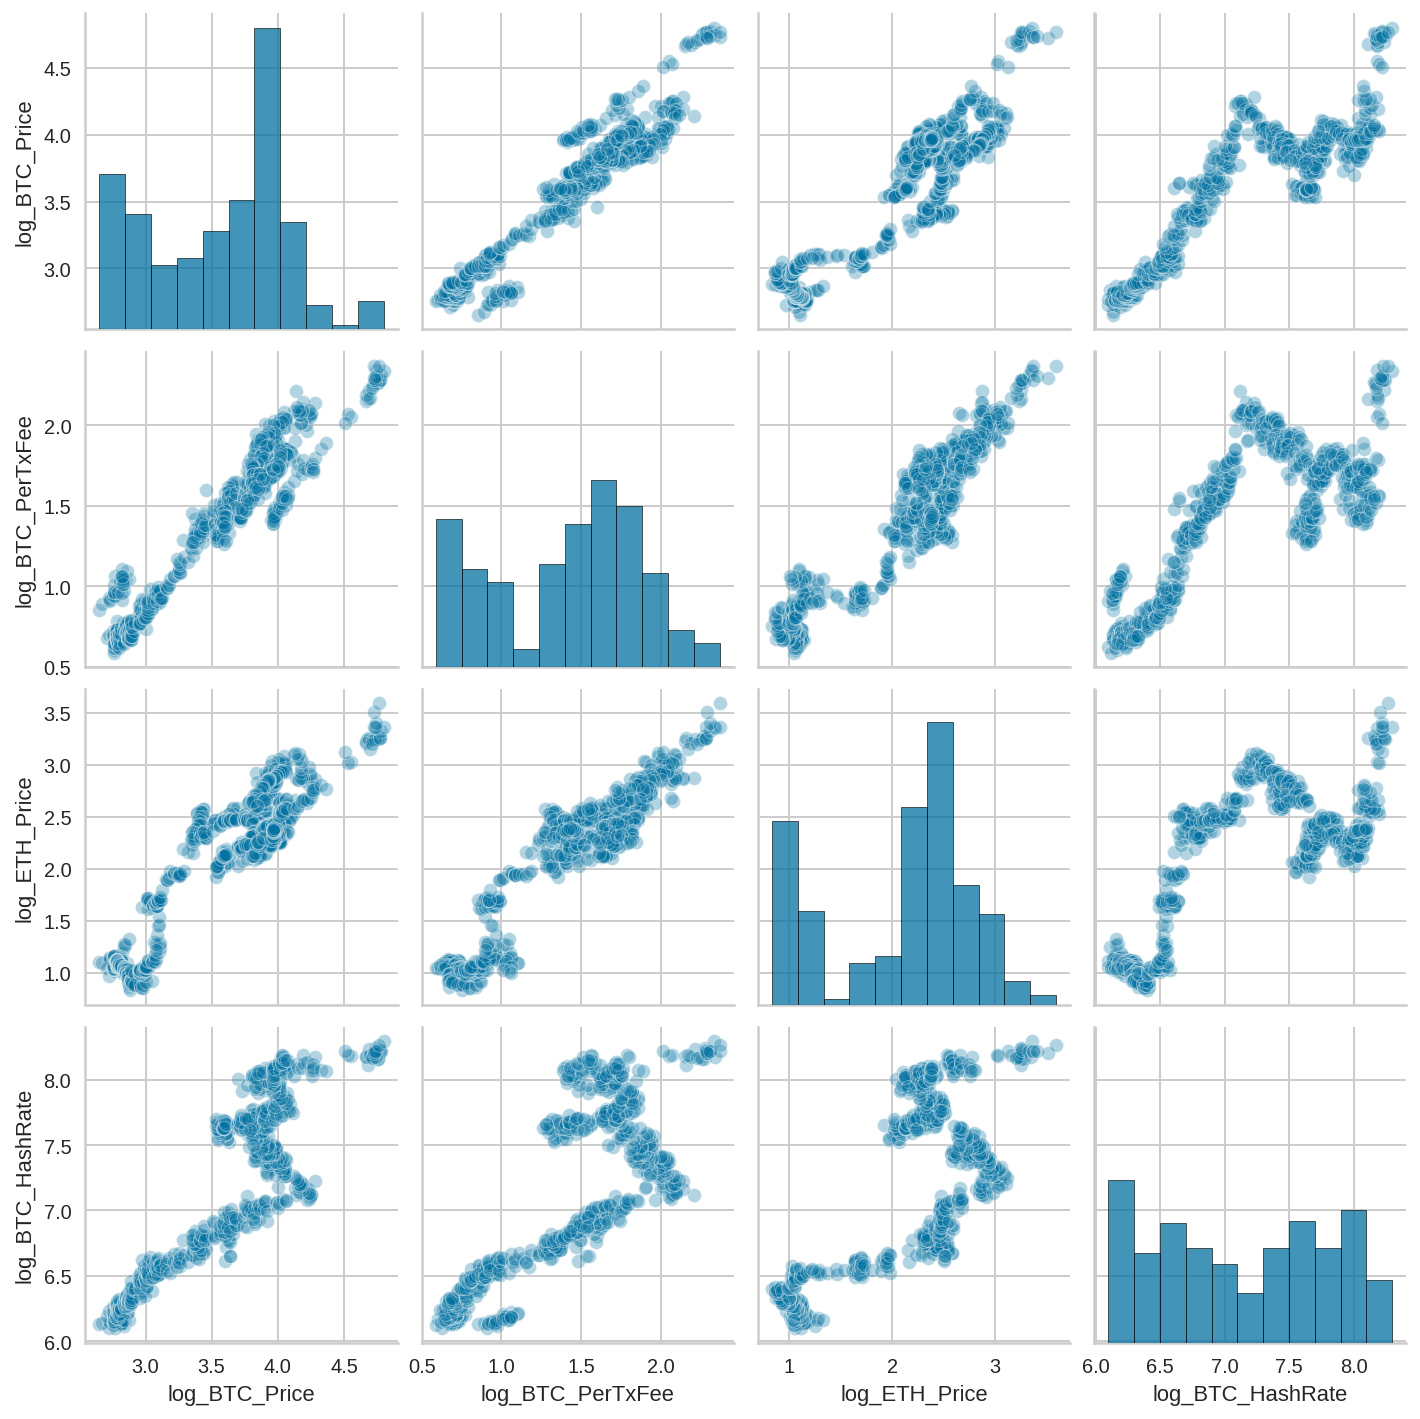 log_BTC_Price
4.5
4.0
3.5
3.0
log_BTC_PerTxFee
2.0
1.5
1.0
0.5
log_ETH_Price
3.5
3.0
2.5
2.0
1.5
1.0
log_BTC_HashRate
8.0
7.5
7.0
6.5
6.0
3.0 3.5 4.0 4.5
0.5 1.0 1.5 2.0
1 2 3
6.0 6.5 7.0 7.5 8.0
log_BTC_Price
log_BTC_PerTxFee
log_ETH_Price
log_BTC_HashRate